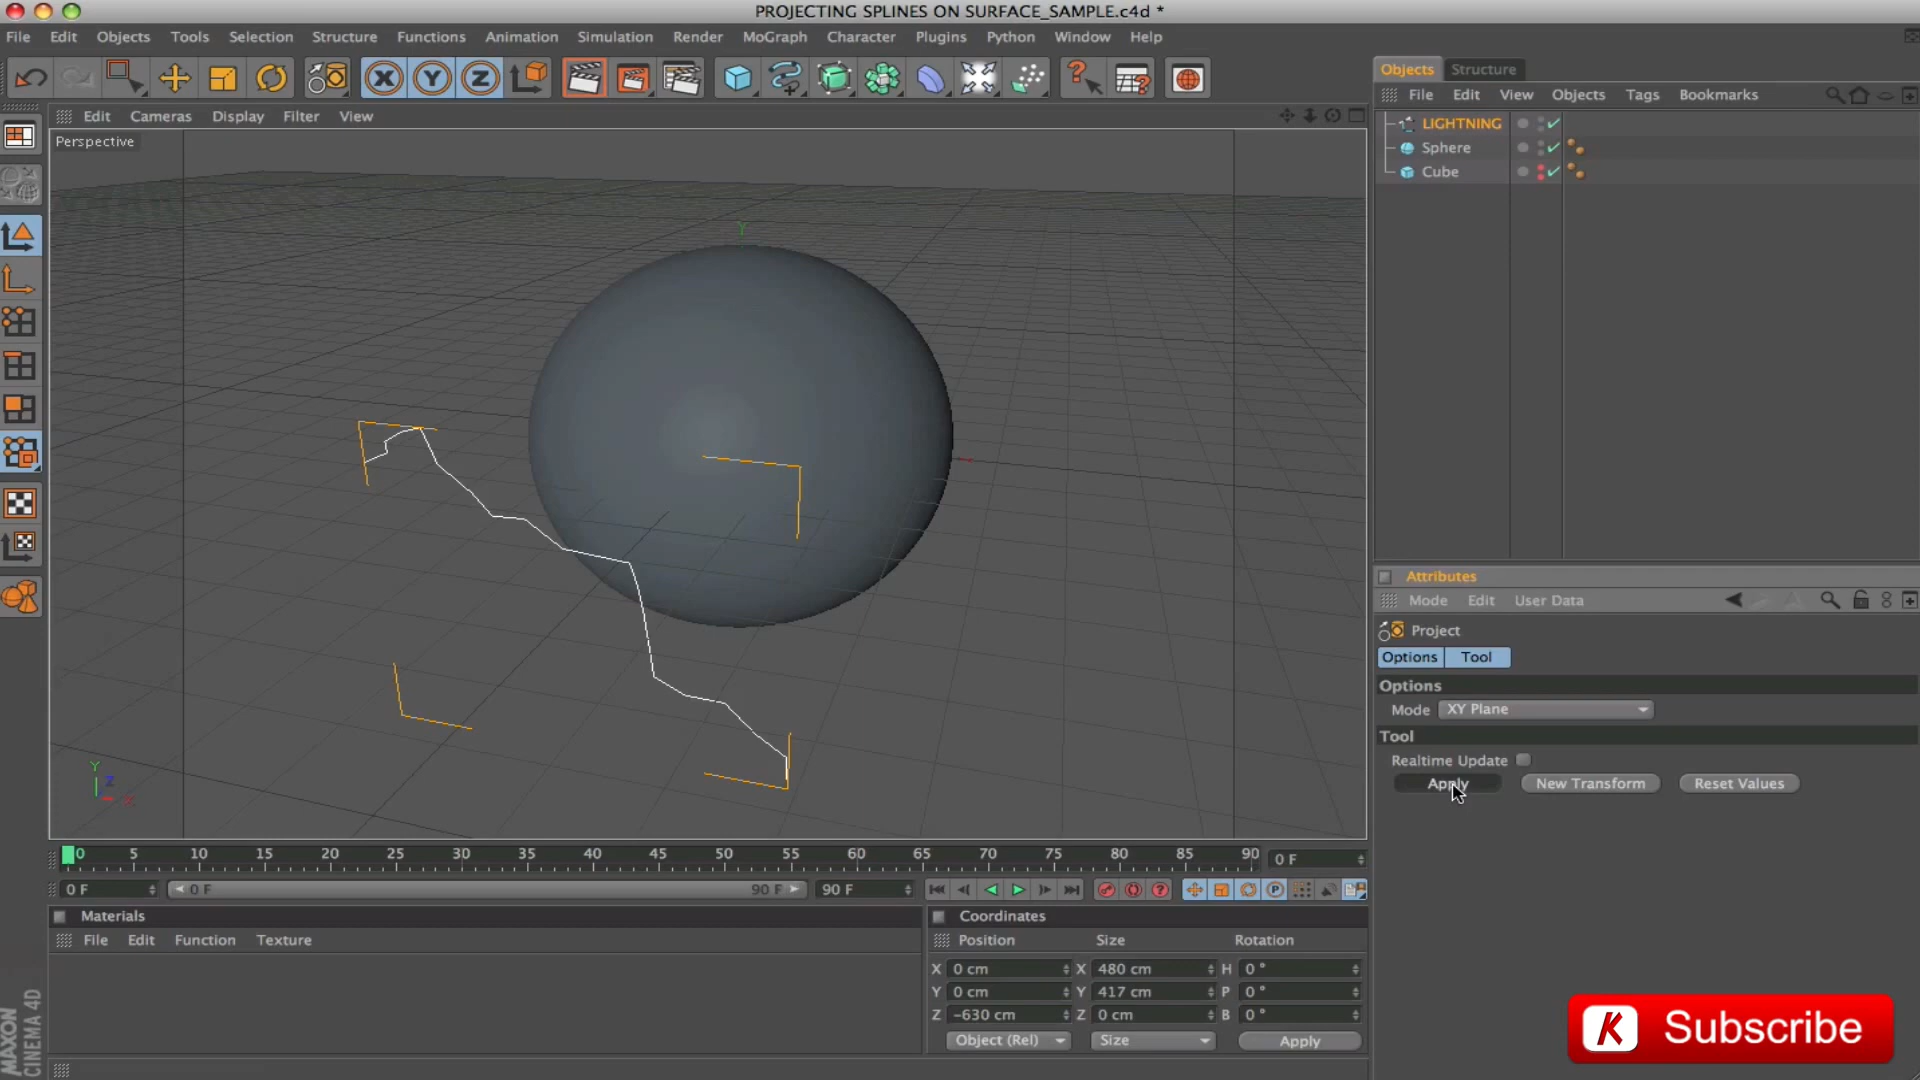 PROJECTING SPLINES ON SURFACE_SAMPLE.c4d *
File Edit Objects Tools Selection Structure Functions Animation Simulation Render MoGraph Character Plugins Python Window Help
X Y Z
Objects Structure
File Edit View Objects Tags Bookmarks
LIGHTNING
Sphere
Cube
Edit Cameras Display Filter View
Perspective
Y
Y
Z
X
Attributes
Mode Edit User Data
Project
Options Tool
Options
Mode XY Plane
Tool
Realtime Update
Apply New Transform Reset Values
0 5 10 15 20 25 30 35 40 45 50 55 60 65 70 75 80 85 90 0 F
0 F 0 F 90 F 90 F
Materials
File Edit Function Texture
Coordinates
Position Size Rotation
X 0 cm X 480 cm H 0 °
Y 0 cm Y 417 cm P 0 °
Z -630 cm Z 0 cm B 0 °
Object (Rel) Size Apply
MAXON
CINEMA 4D
K Subscribe